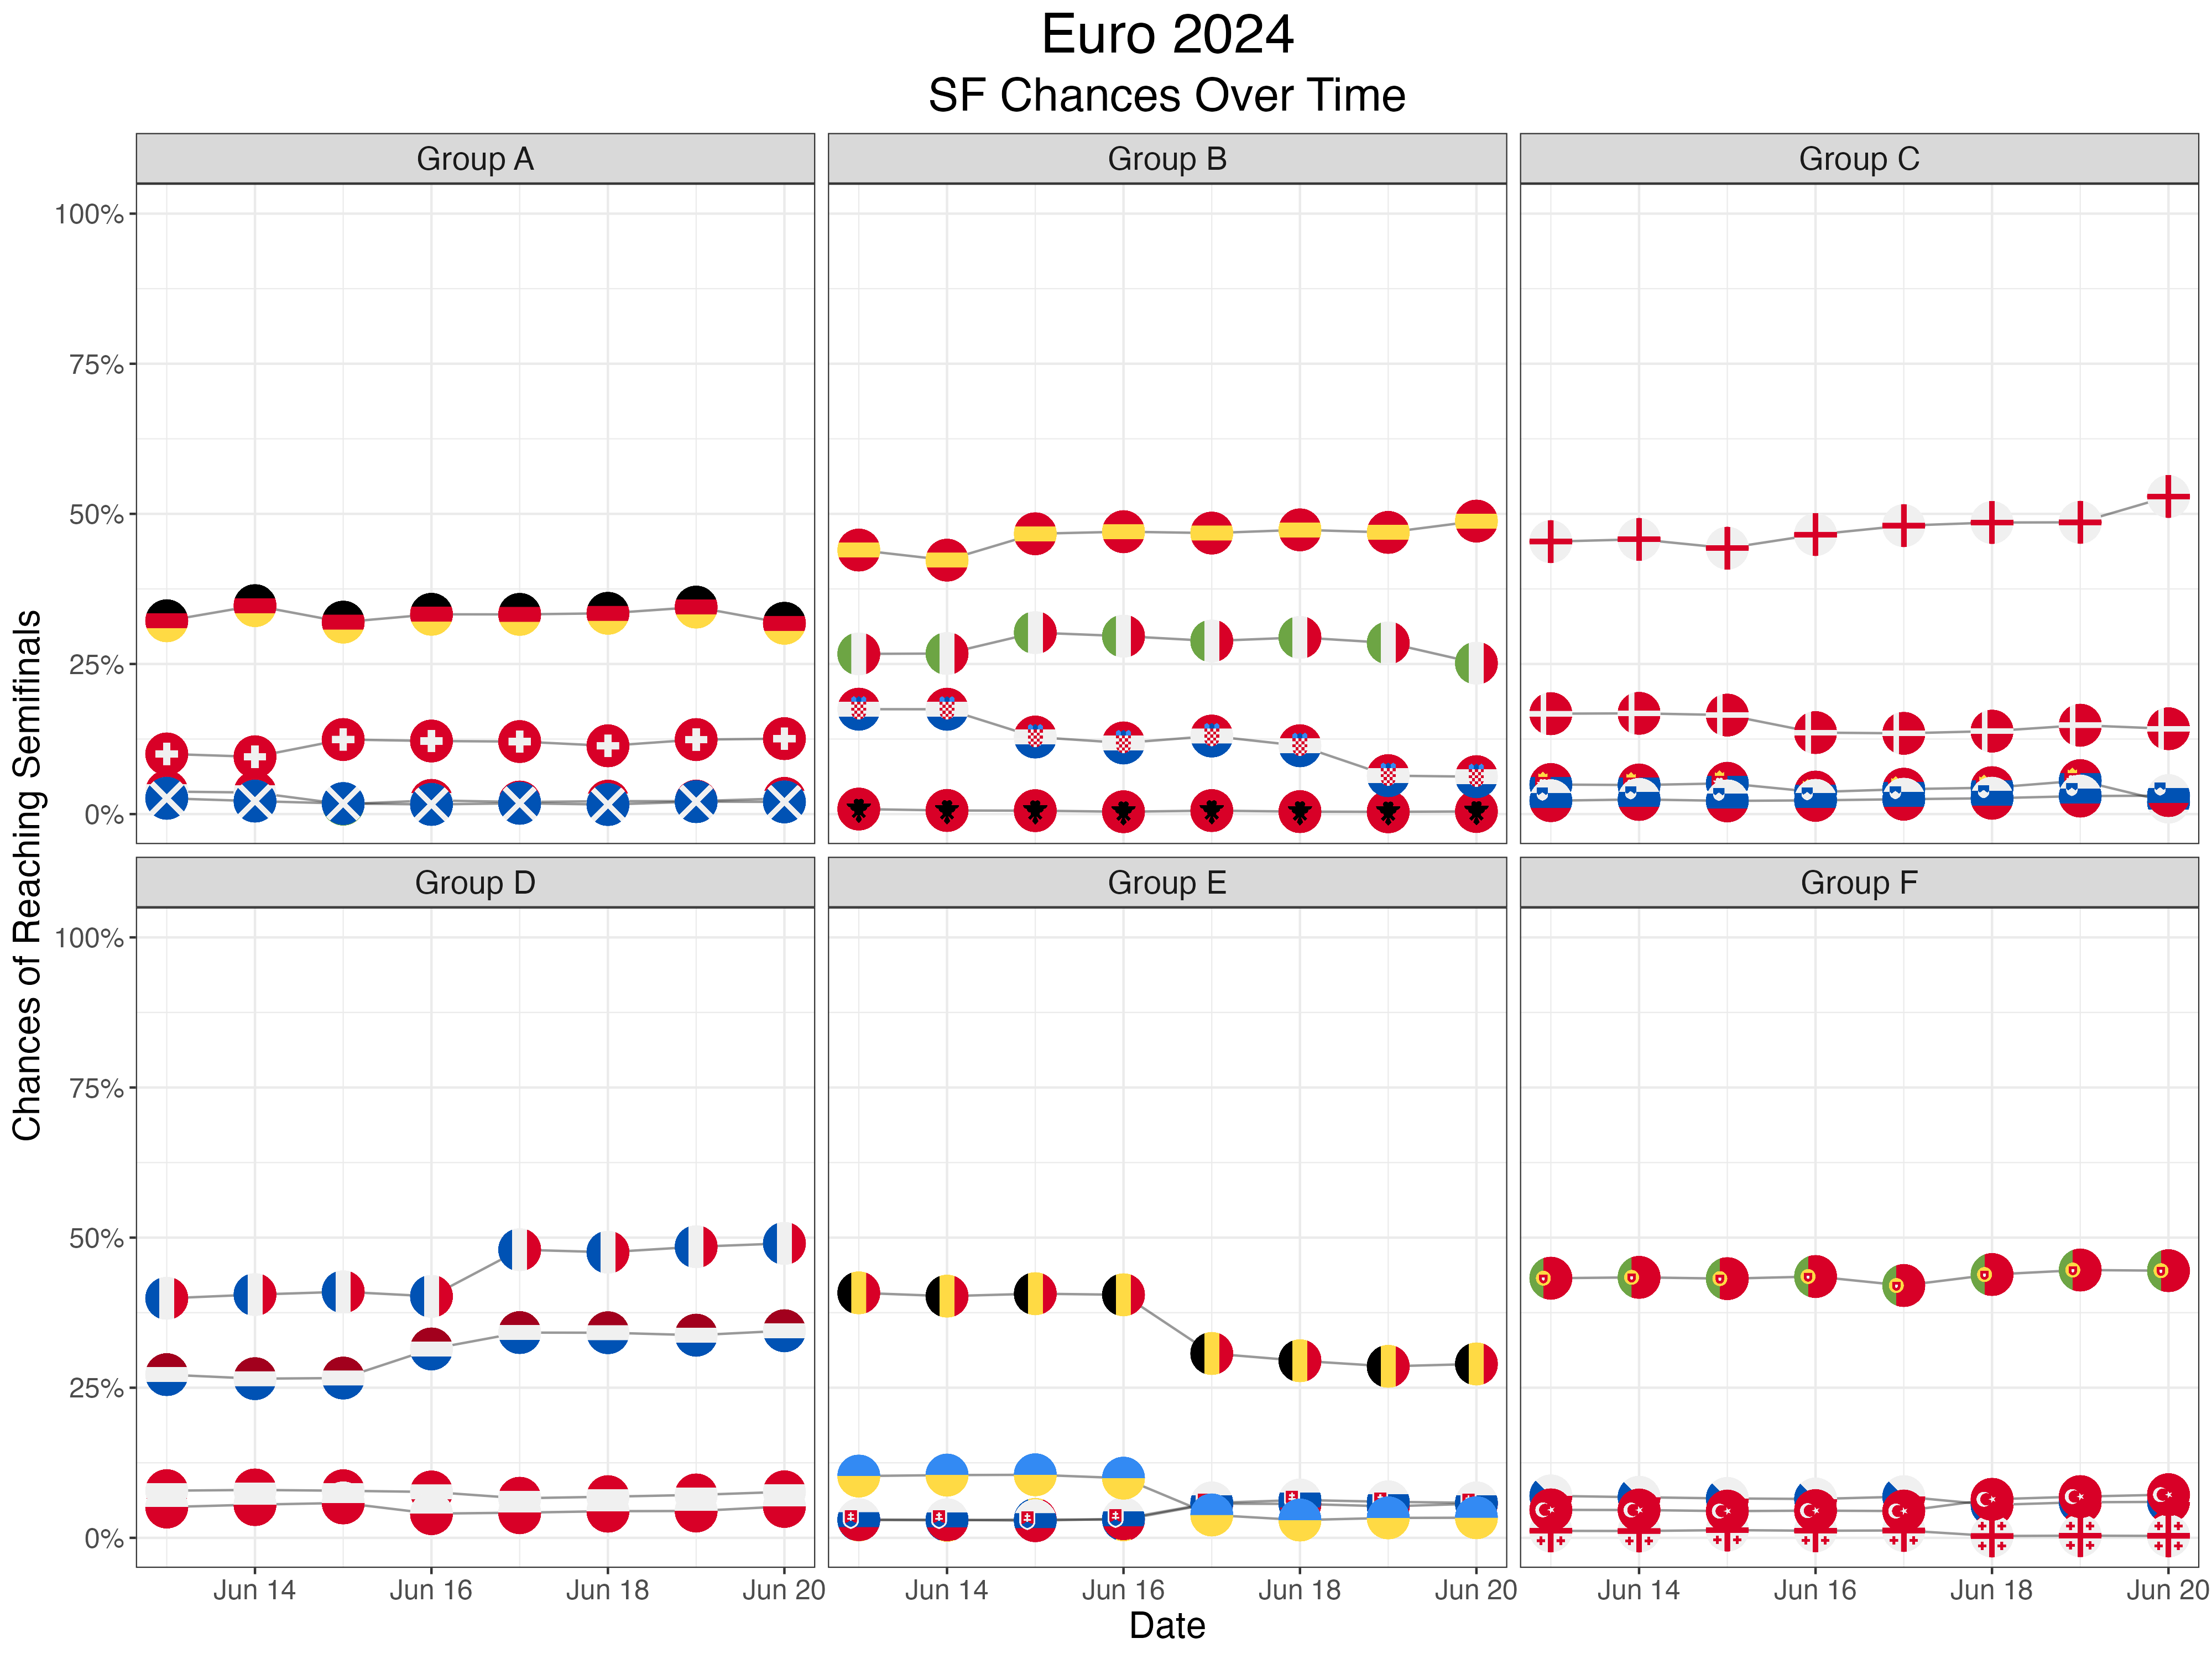 Euro 2024
SF Chances Over Time
Group A
Group B
Group C
100%
75%
50%
25%
0%
Group D
Group E
Group F
100%
75%
50%
25%
0%
Jun 14
Jun 16
Jun 18
Jun 20
Jun 14
Jun 16
Jun 18
Jun 20
Jun 14
Jun 16
Jun 18
Jun 20
Date
Chances of Reaching Semifinals